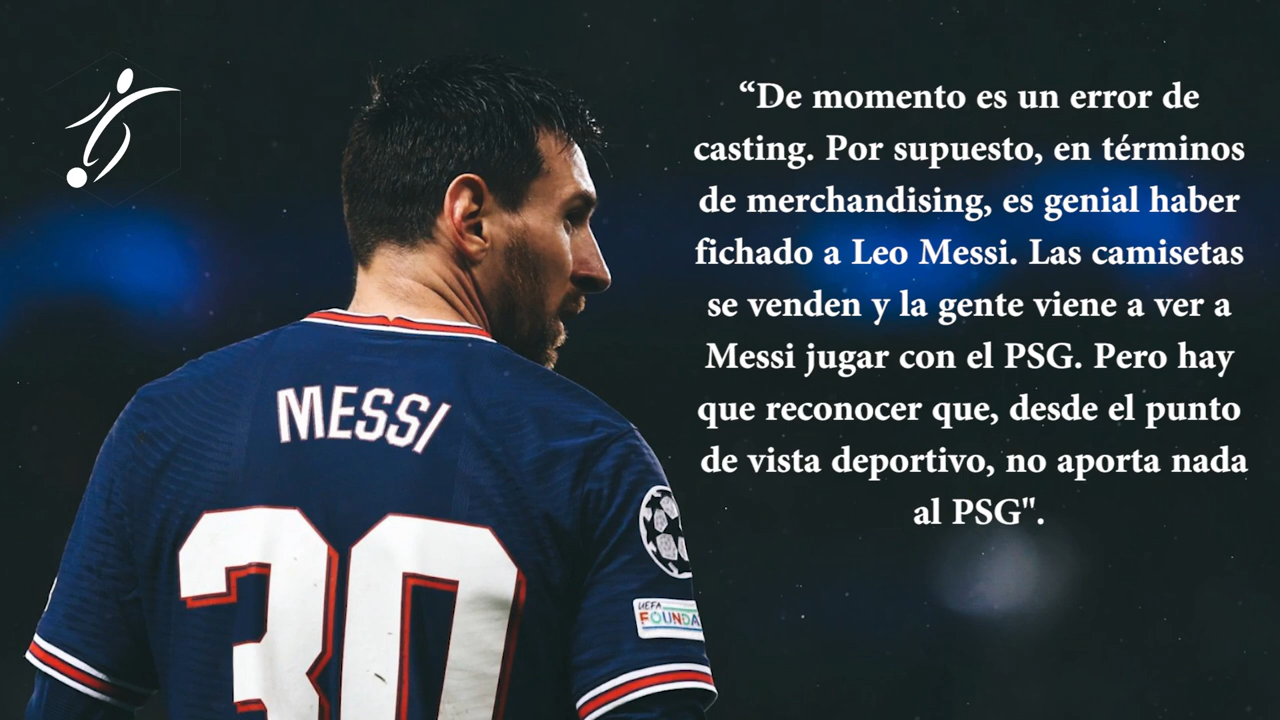 “De momento es un error de
casting. Por supuesto, en términos
de merchandising, es genial haber
fichado a Leo Messi. Las camisetas
se venden y la gente viene a ver a
Messi jugar con el PSG. Pero hay
que reconocer que, desde el punto
de vista deportivo, no aporta nada
al PSG".
MESSI
30
UEFA
FOUNDA